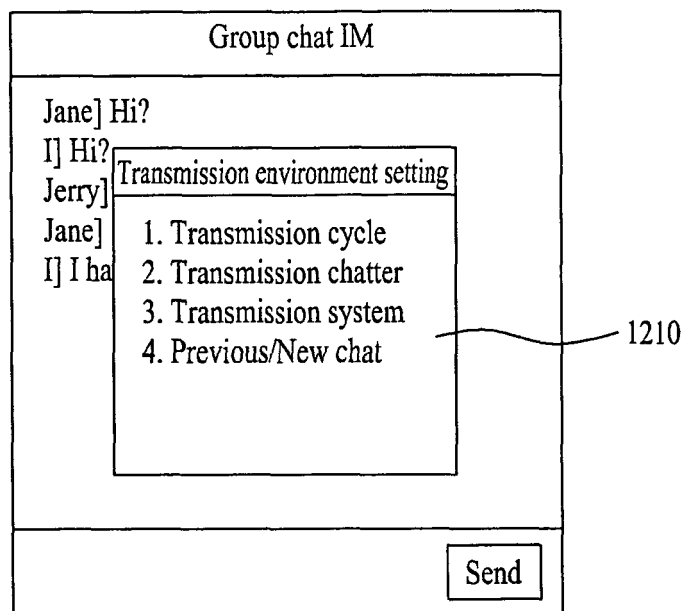 Group chat IM
Jane] Hi?
I] Hi?
Jerry]
Jane]
I] I ha
Transmission environment setting
1. Transmission cycle
2. Transmission chatter
3. Transmission system
4. Previous/New chat
1210
Send